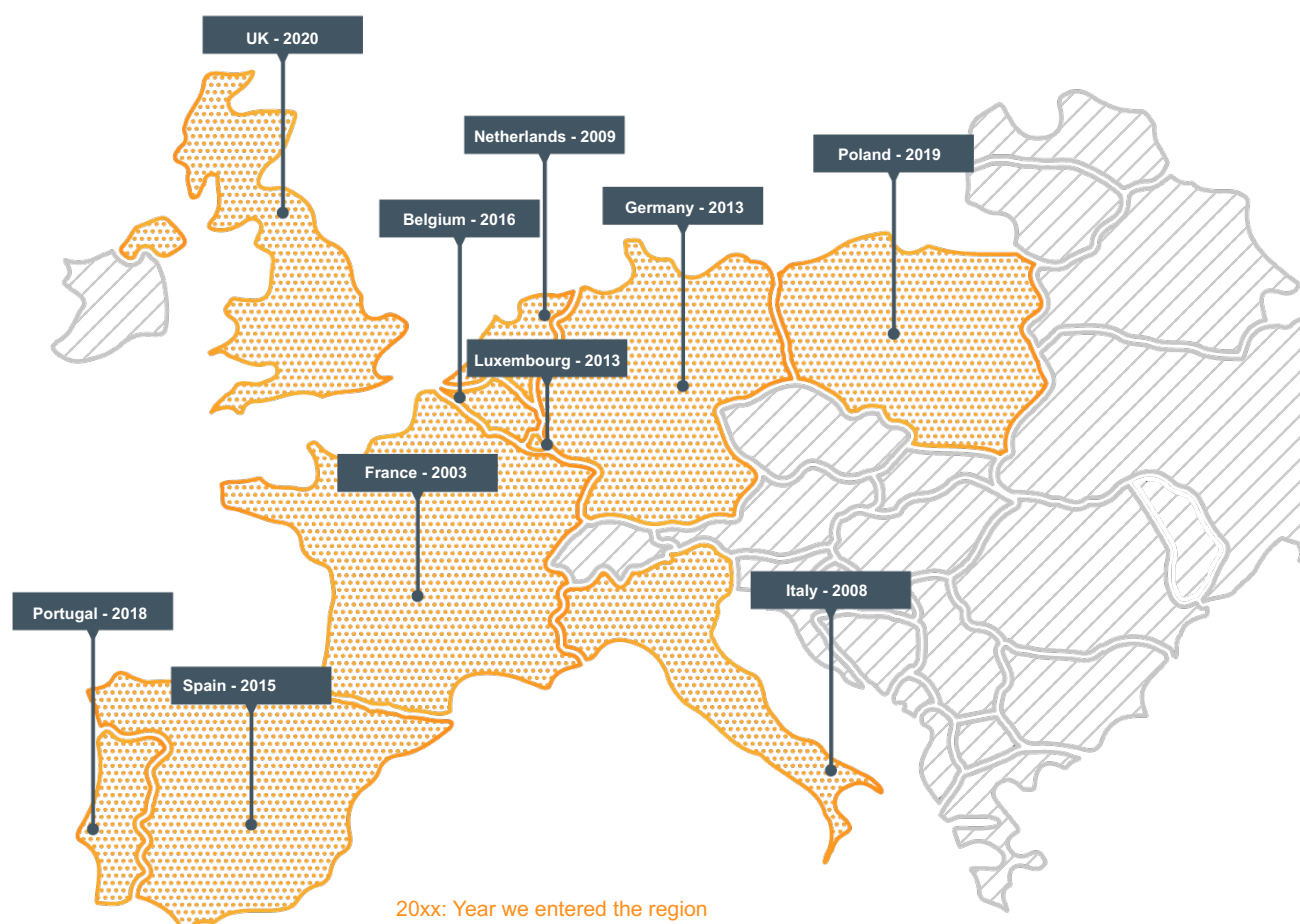 UK - 2020
Netherlands - 2009
Poland - 2019
Belgium - 2016
Germany - 2013
Luxembourg - 2013
France - 2003
Italy - 2008
Portugal - 2018
Spain - 2015
20xx: Year we entered the region